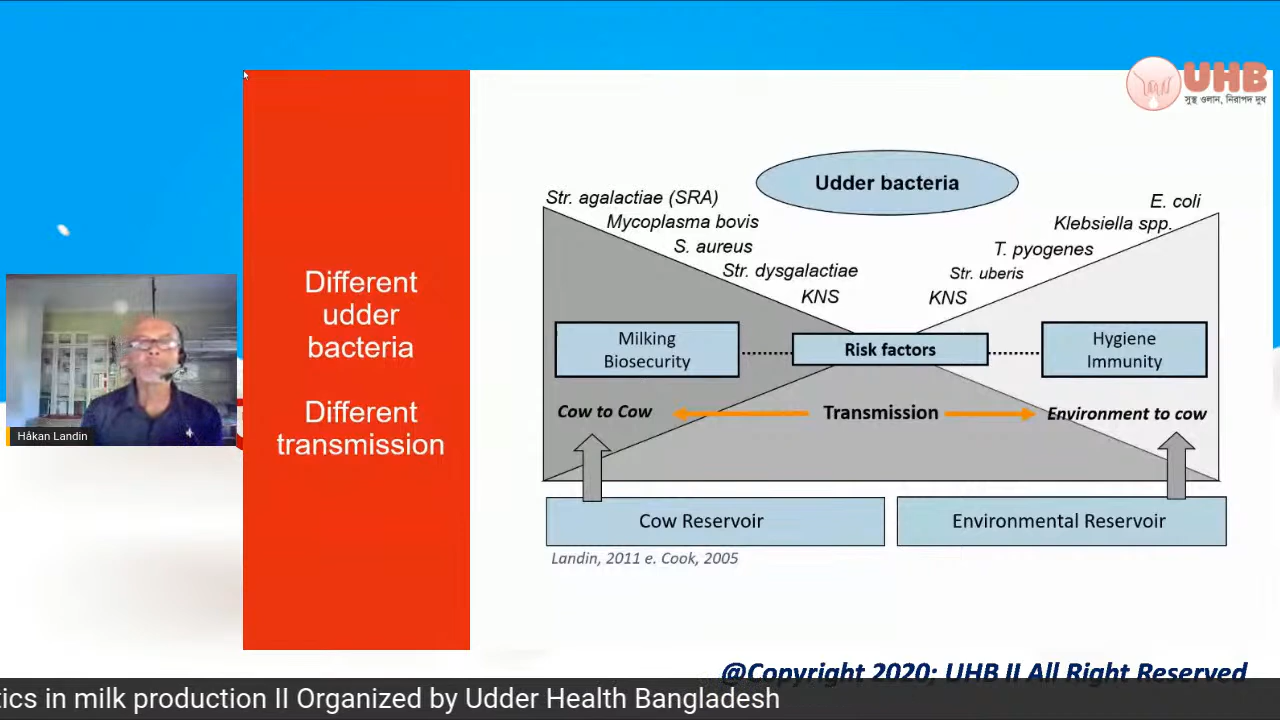 UHB
সুস্থ ওলান, নিরাপদ দুধ
Different
udder
bacteria
Different
transmission
Udder bacteria
Str. agalactiae (SRA)
Mycoplasma bovis
S. aureus
Str. dysgalactiae
KNS
E. coli
Klebsiella spp.
T. pyogenes
Str. uberis
KNS
Milking
Biosecurity
Risk factors
Hygiene
Immunity
Cow to Cow
Transmission
Environment to cow
Cow Reservoir
Environmental Reservoir
Landin, 2011 e. Cook, 2005
Håkan Landin
@Copyright 2020; UHB II All Right Reserved
tics in milk production II Organized by Udder Health Bangladesh